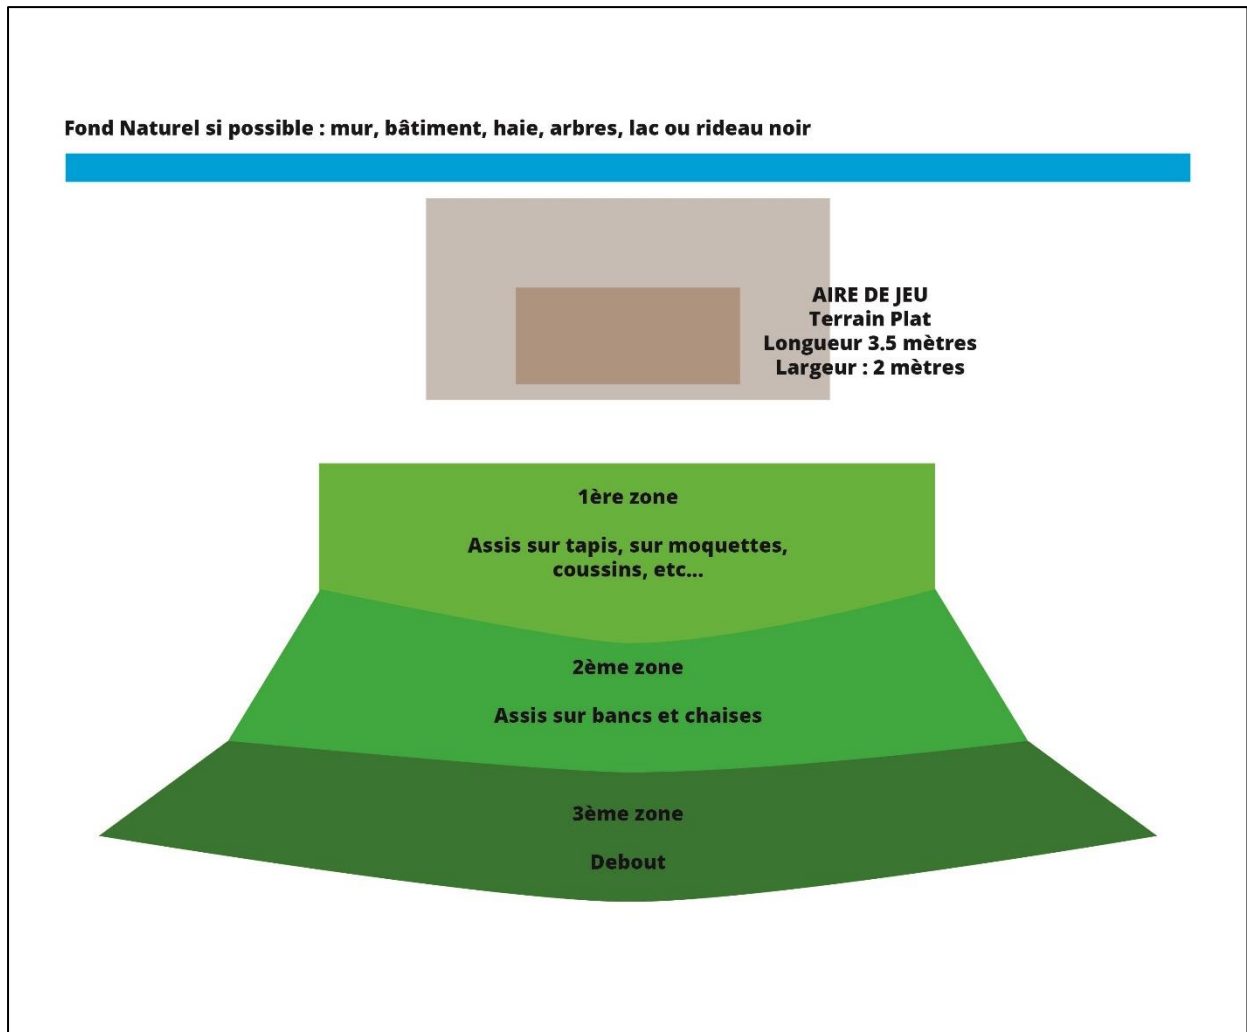 Fond Naturel si possible : mur, bâtiment, haie, arbres, lac ou rideau noir
AIRE DE JEU
Terrain Plat
Longueur 3.5 mètres
Largeur : 2 mètres
1ère zone
Assis sur tapis, sur moquettes,
coussins, etc...
2ème zone
Assis sur bancs et chaises
3ème zone
Debout